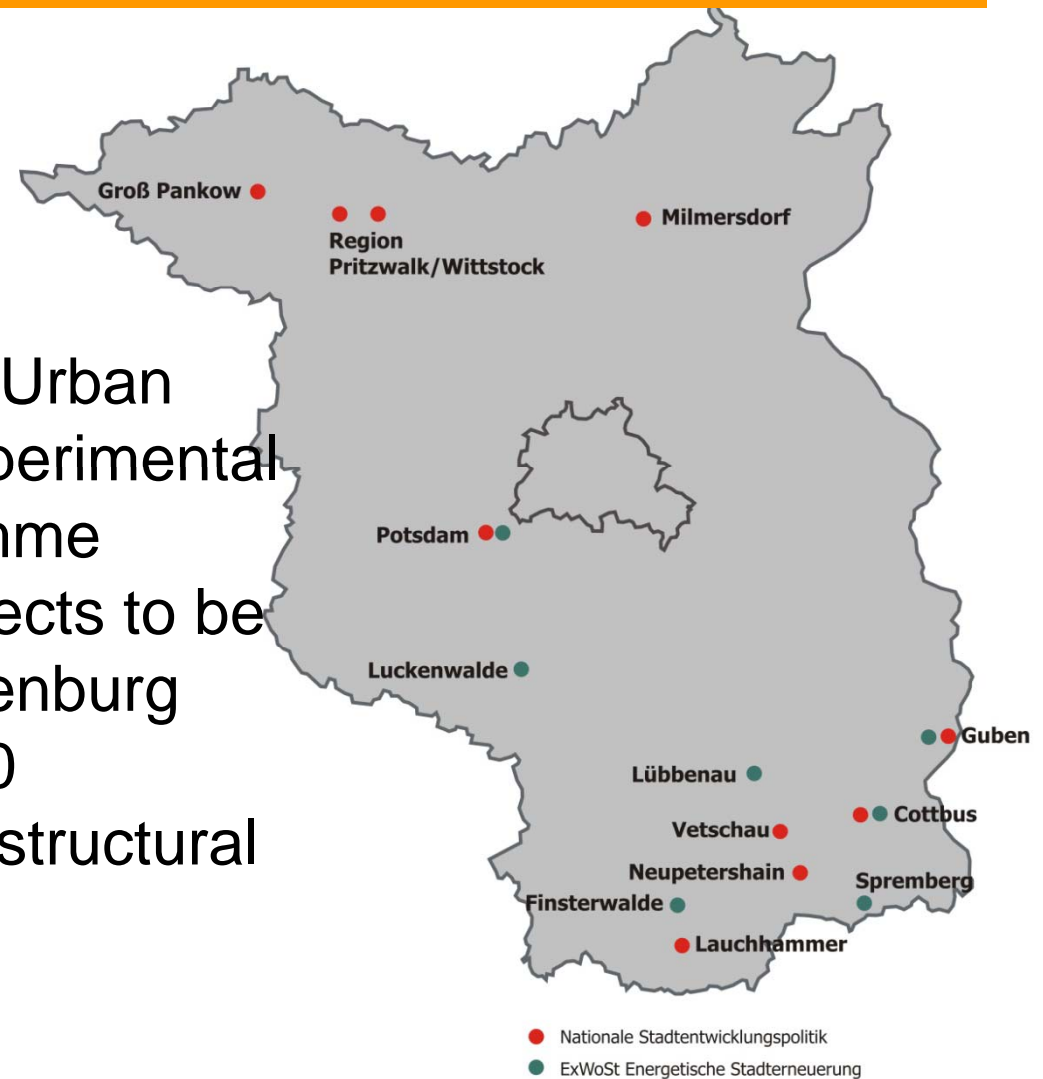 Groß Pankow
Region
Pritzwalk/Wittstock
Milmersdorf
Urban
perimental
nme
ects to be
enburg
0
structural
Potsdam
Luckenwalde
Guben
Lübbenau
Cottbus
Vetschau
Neupetershain
Spremberg
Finsterwalde
Lauchhammer
Nationale Stadtentwicklungspolitik
ExWoSt Energetische Stadterneuerung